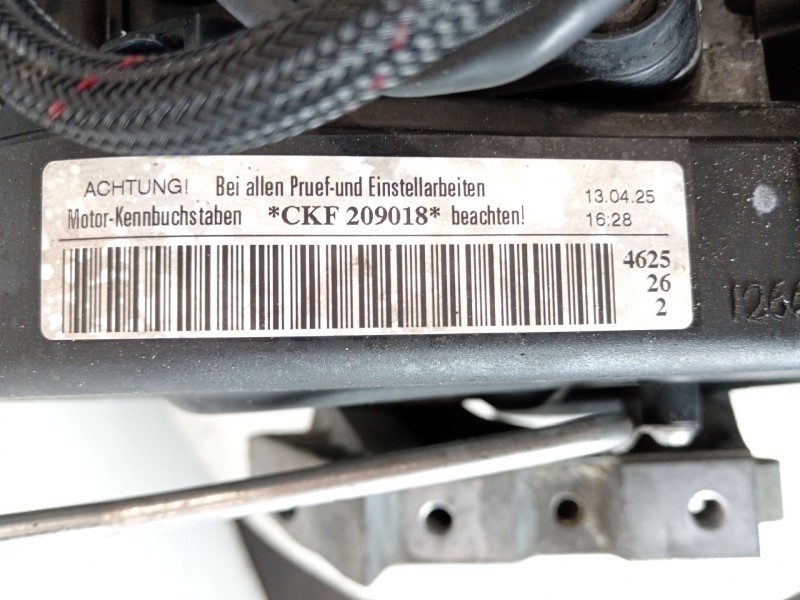 ACHTUNG! Bei allen Pruef-und Einstellarbeiten 13.04.25
Motor-Kennbuchstaben *CKF 209018* beachten! 16:28
4625
26
2